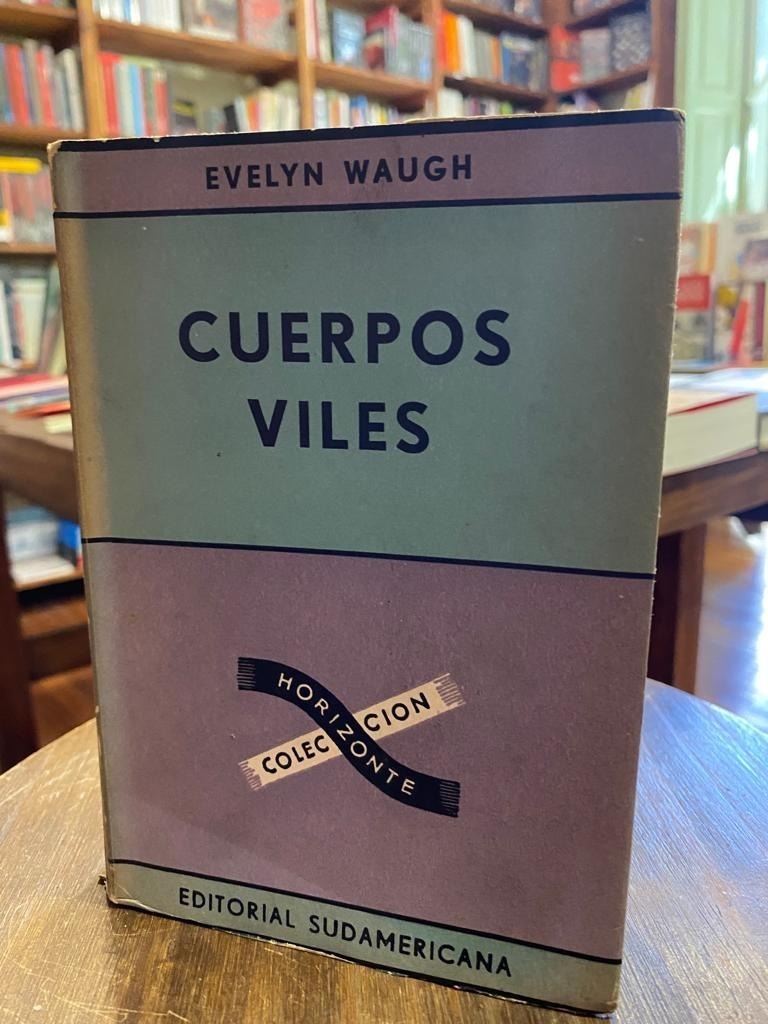 EVELYN WAUGH
CUERPOS
VILES
HORIZONTE
COLECCION
EDITORIAL SUDAMERICANA